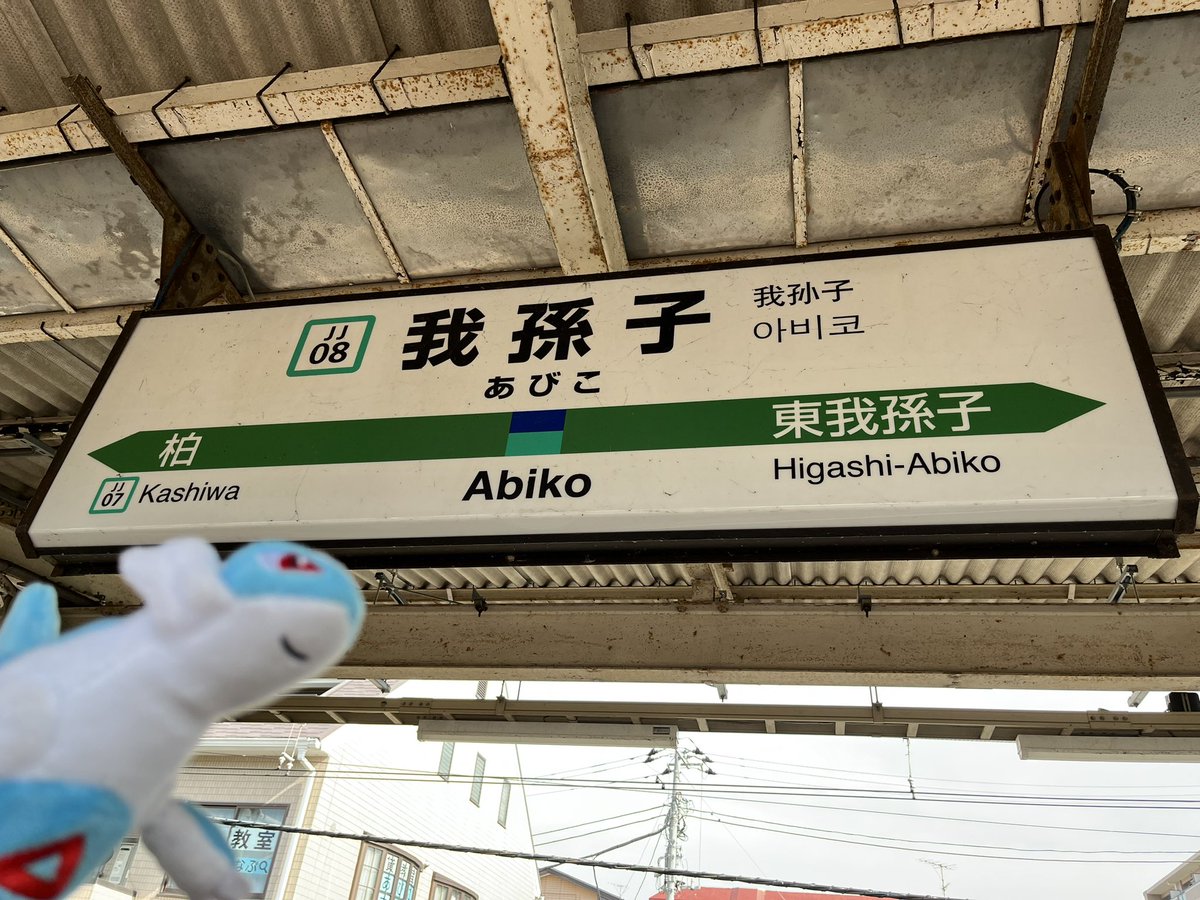 JJ
08
我孫子
我孙子
아비코
あびこ
柏
東我孫子
JJ
07
Kashiwa
Abiko
Higashi-Abiko
教室